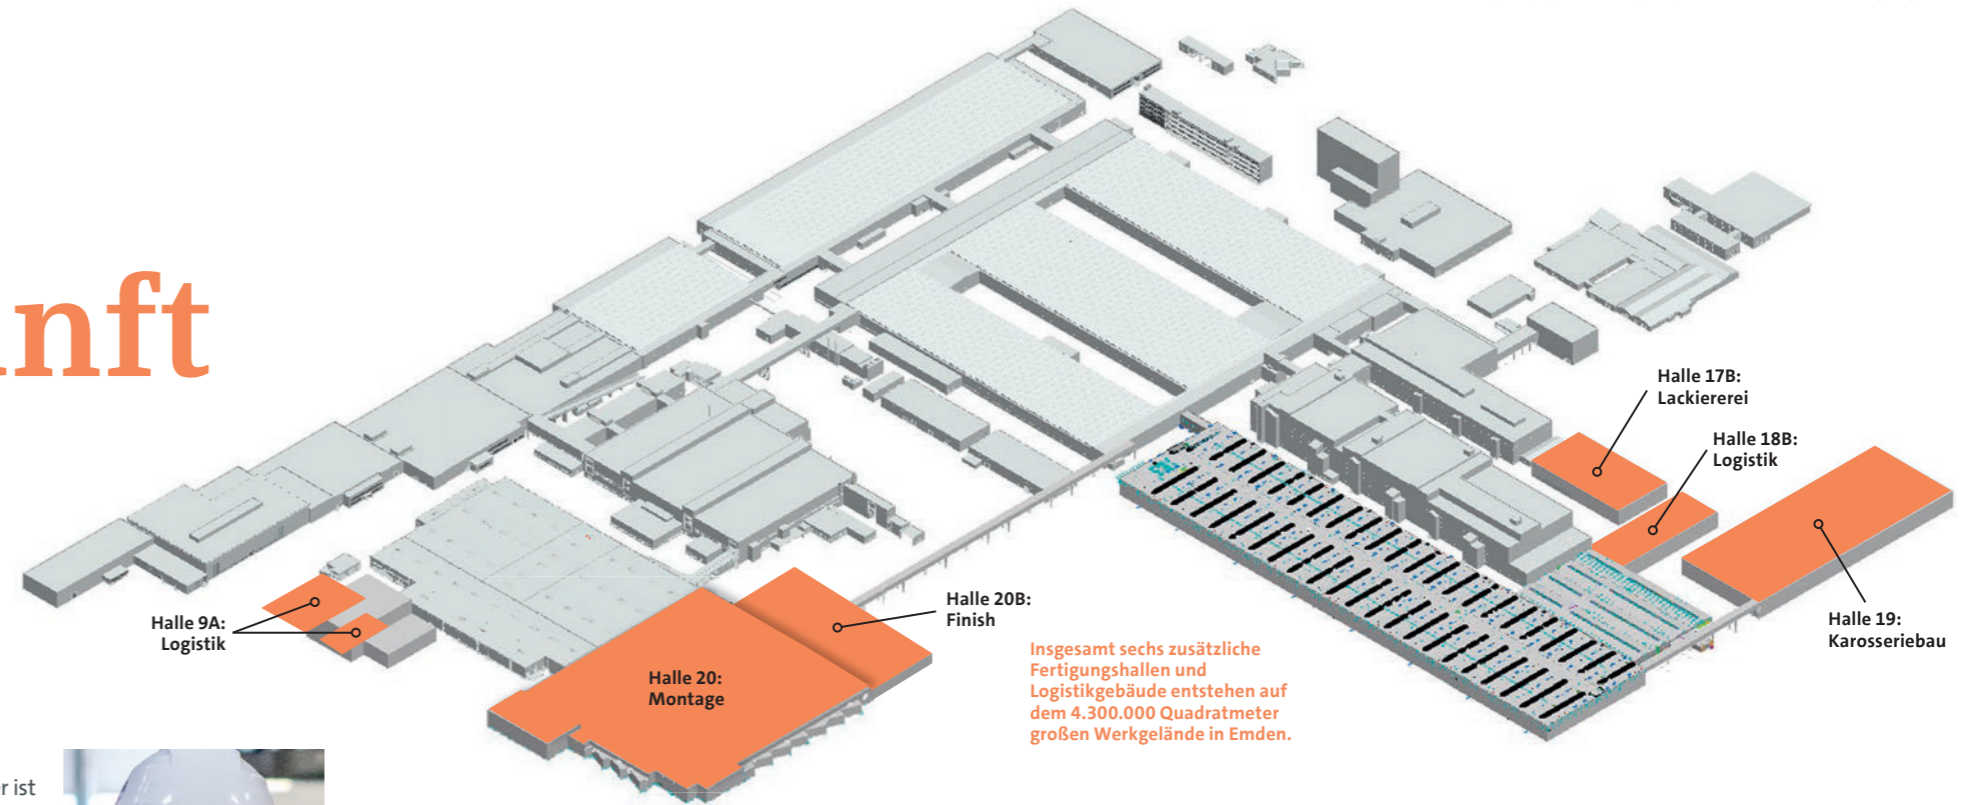 nft
Halle 17B:
Lackiererei
Halle 18B:
Logistik
Halle 19:
Karosseriebau
Halle 9A:
Logistik
Halle 20B:
Finish
Halle 20:
Montage
Insgesamt sechs zusätzliche
Fertigungshallen und
Logistikgebäude entstehen auf
dem 4.300.000 Quadratmeter
großen Werkgelände in Emden.
ist